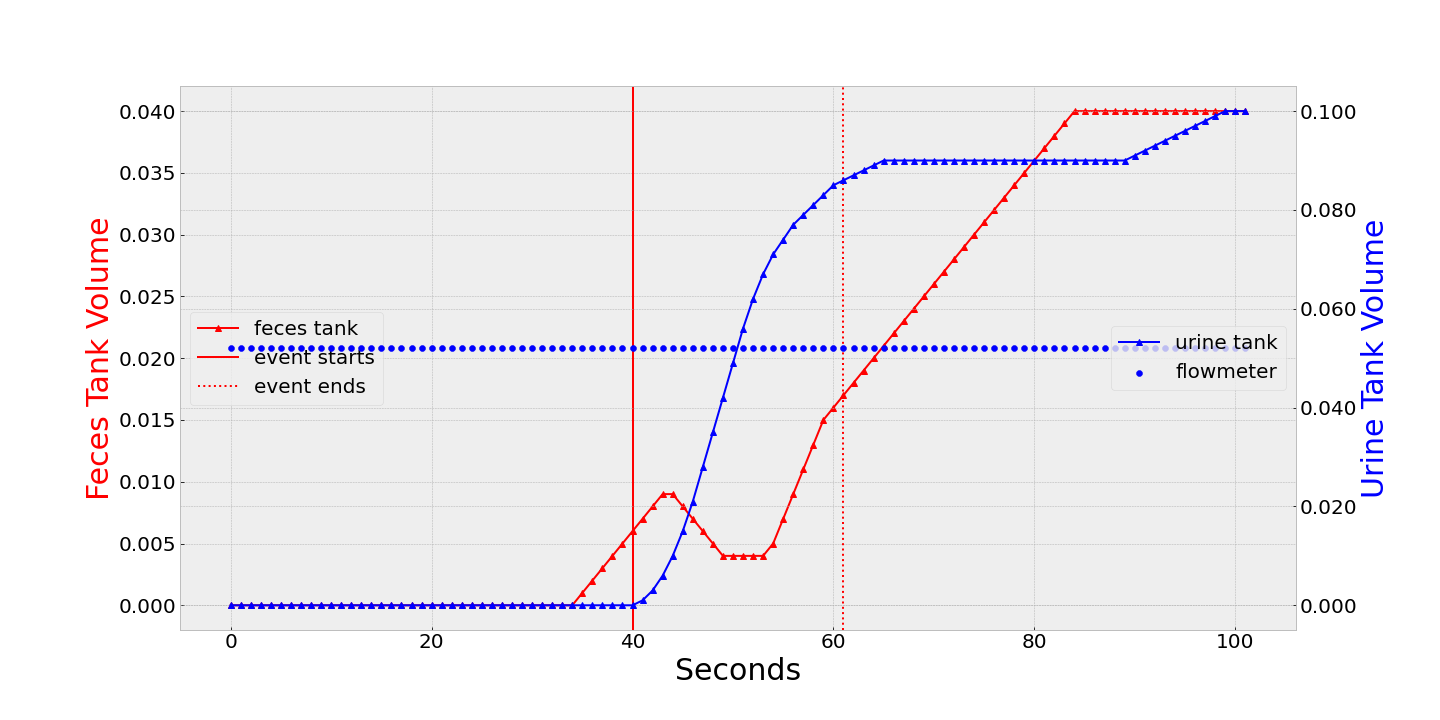 0.040
0.035
0.030
0.025
0.020
0.015
0.010
0.005
0.000
Feces Tank Volume
feces tank
event starts
event ends
0.100
0.080
0.060
0.040
0.020
0.000
Urine Tank Volume
urine tank
flowmeter
0 20 40 60 80 100
Seconds